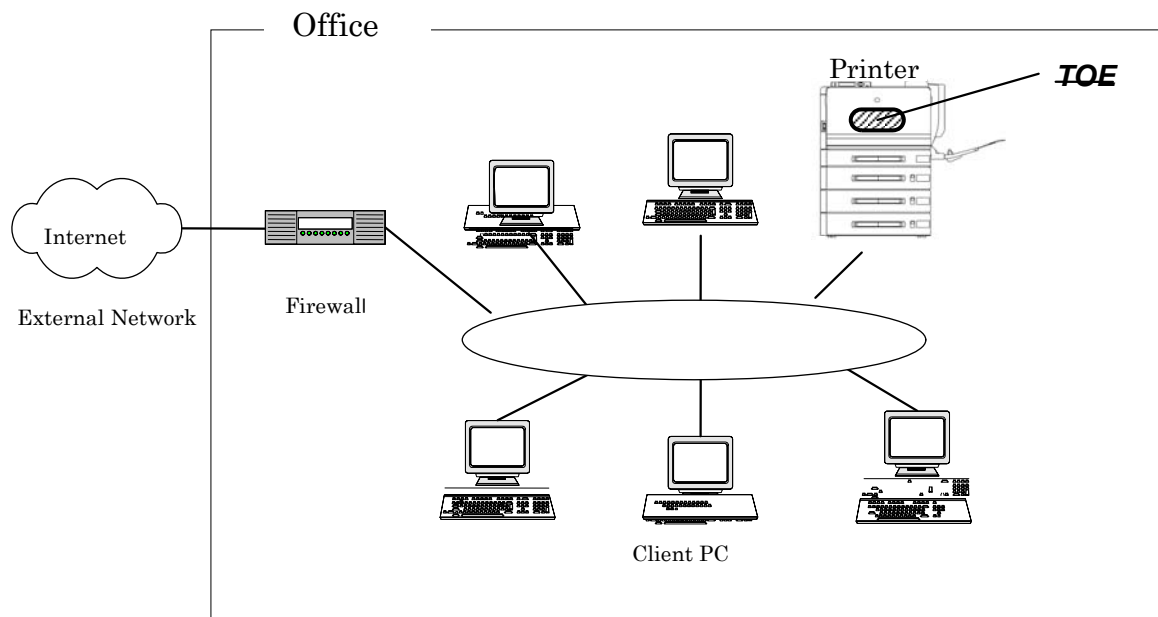 Office
Printer
TOE
Internet
External Network
Firewall
Client PC